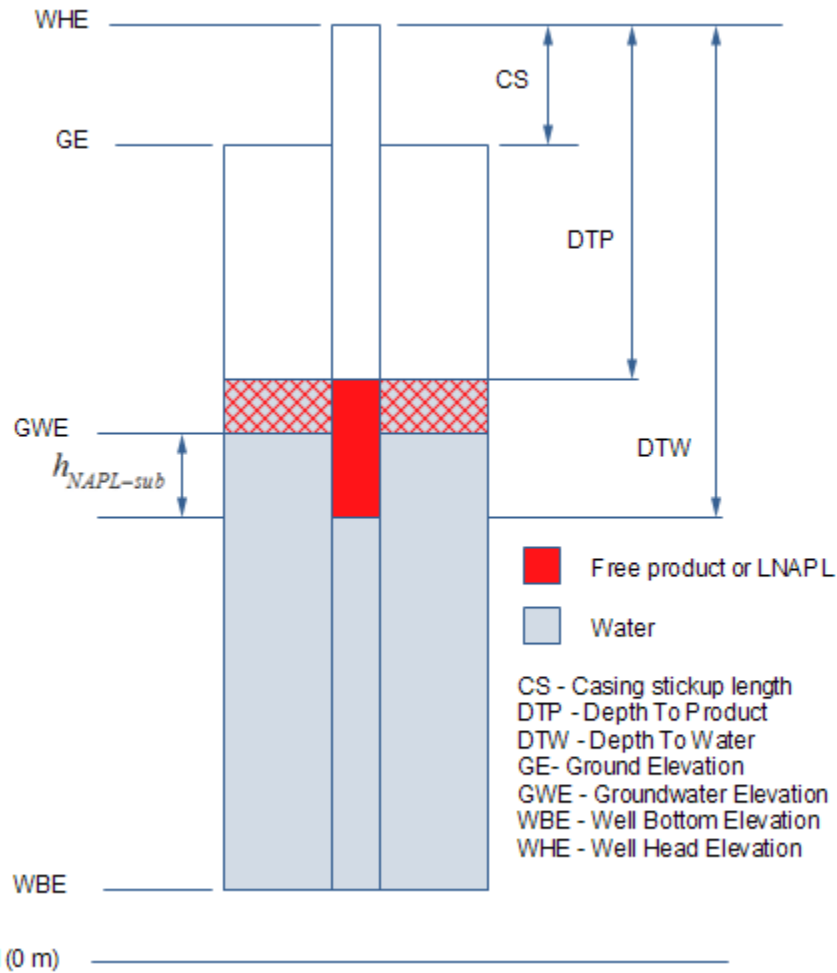 WHE
CS
GE
DTP
GWE
DTW
h_{NAPL-sub}
Free product or LNAPL
Water
CS - Casing stickup length
DTP - Depth To Product
DTW - Depth To Water
GE- Ground Elevation
GWE - Groundwater Elevation
WBE - Well Bottom Elevation
WHE - Well Head Elevation
WBE
(0 m)